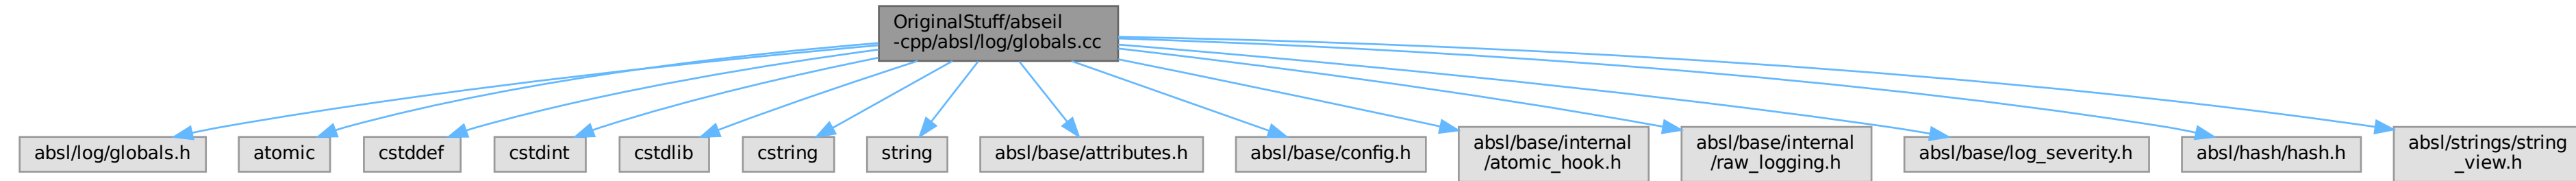 OriginalStuff/abseil
-cpp/absl/log/globals.cc
absl/log/globals.h
atomic
cstddef
cstdint
cstdlib
cstring
string
absl/base/attributes.h
absl/base/config.h
absl/base/internal
/atomic_hook.h
absl/base/internal
/raw_logging.h
absl/base/log_severity.h
absl/hash/hash.h
absl/strings/string
_view.h